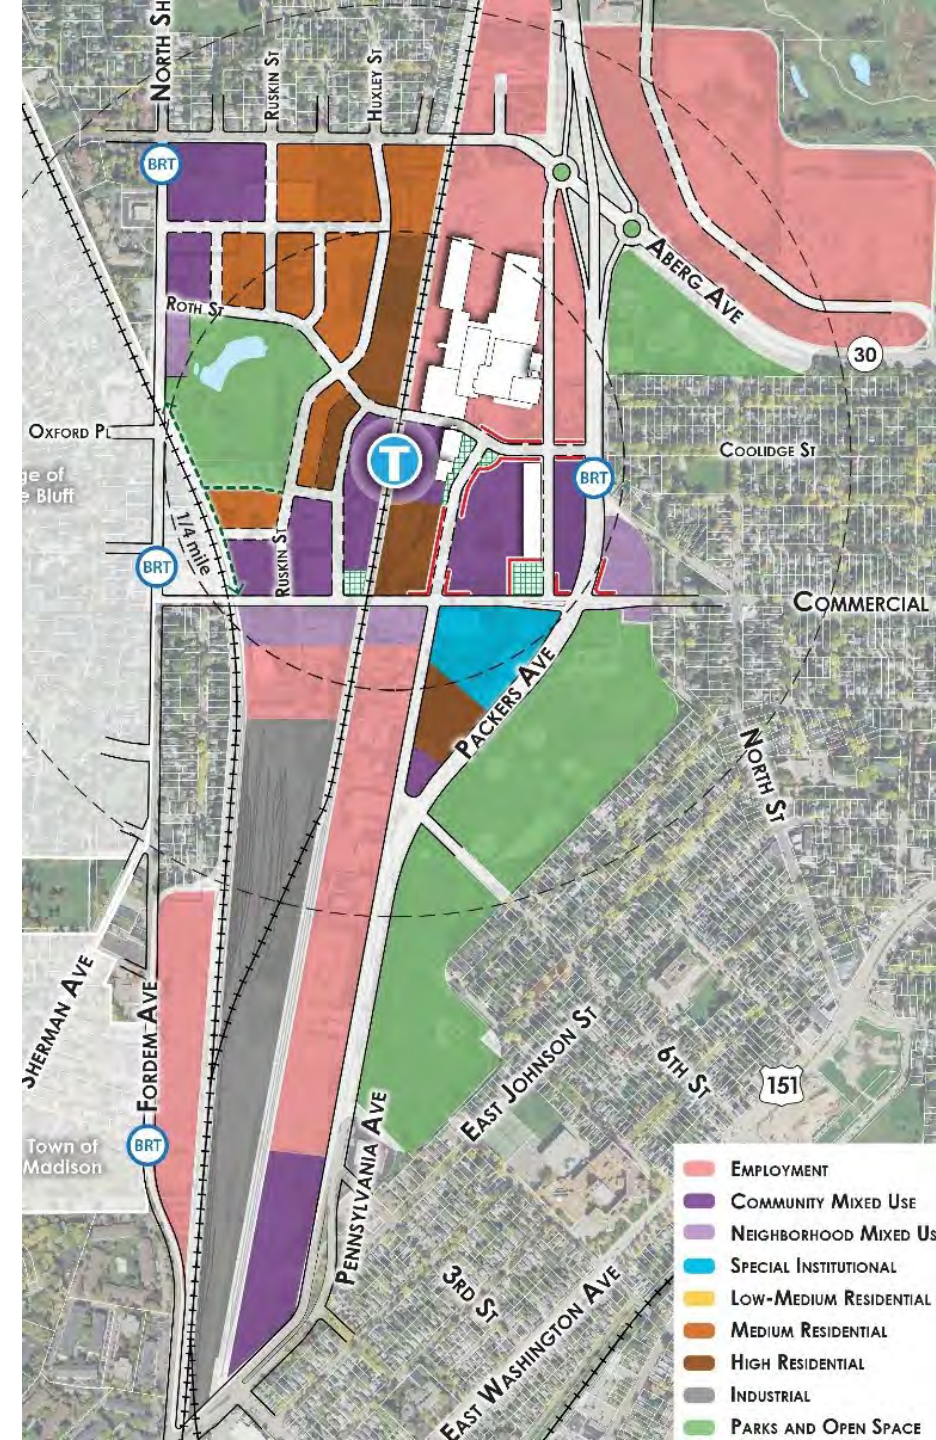 NORTH SH
RUSKIN ST
HUXLEY ST
BRT
ABERG AVE
ROTH ST
30
OXFORD PL
COOLIDGE ST
T
BRT
ge of
e Bluff
1/4 mile
RUSKIN ST
BRT
COMMERCIAL
PACKERS AVE
NORTH ST
SHERMAN AVE
FORDEM AVE
EAST JOHNSON ST
6TH ST
151
PENNSYLVANIA AVE
BRT
Town of
Madison
3RD ST
EAST WASHINGTON AVE
EMPLOYMENT
COMMUNITY MIXED USE
NEIGHBORHOOD MIXED US
SPECIAL INSTITUTIONAL
LOW-MEDIUM RESIDENTIAL
MEDIUM RESIDENTIAL
HIGH RESIDENTIAL
INDUSTRIAL
PARKS AND OPEN SPACE